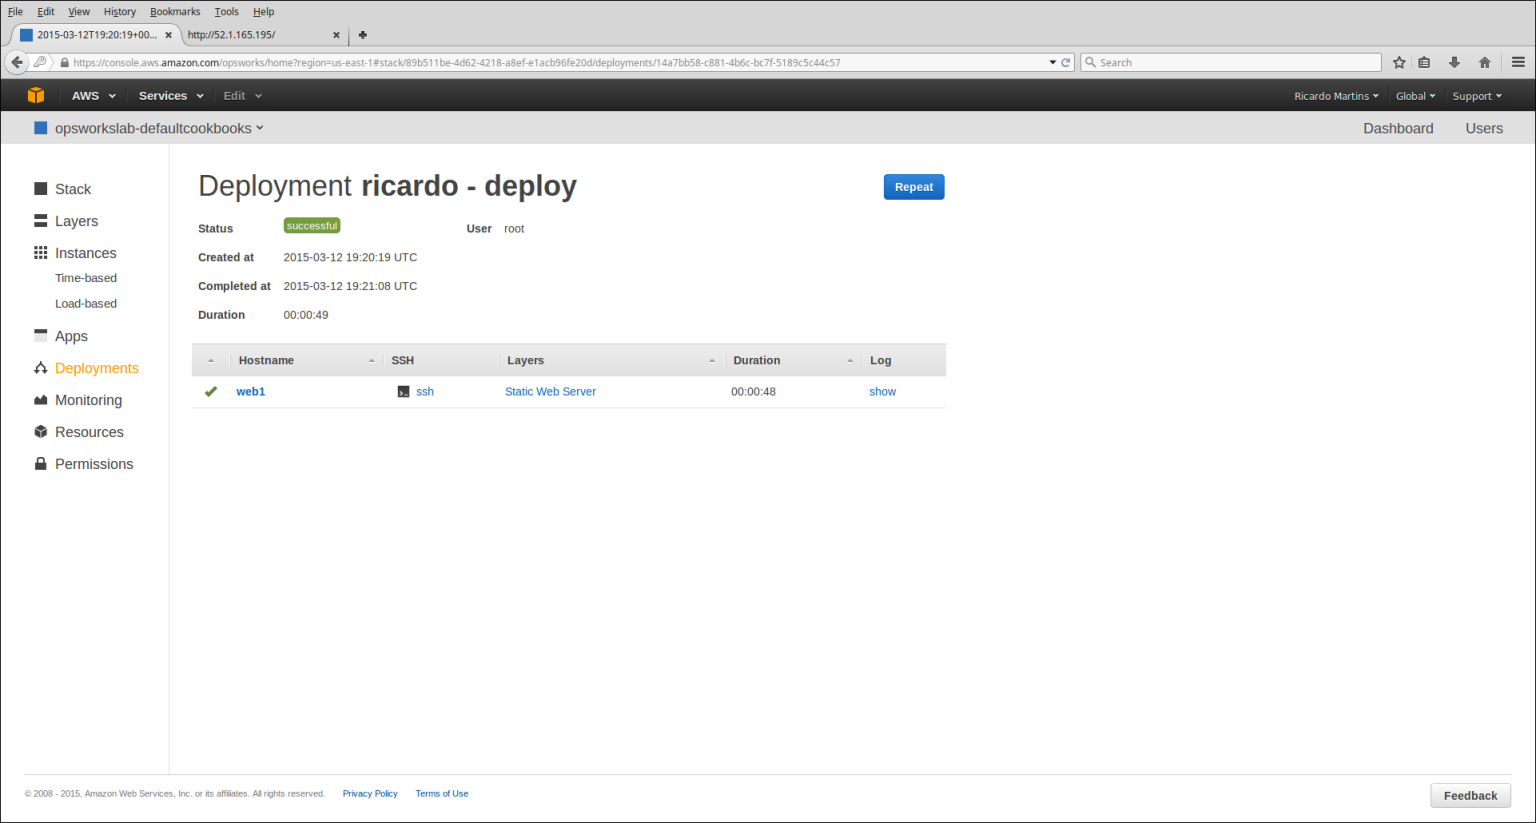 File Edit View History Bookmarks Tools Help
2015-03-12T19:20:19+00... http://52.1.165.195/
https://console.aws.amazon.com/opsworks/home?region=us-east-1#stack/89b511be-4d62-4218-a8ef-e1acb96fe20d/deployments/14a7bb58-c881-4b6c-bc7f-5189c5c44c57 Search
AWS Services Edit Ricardo Martins Global Support
opsworkslab-defaultcookbooks Dashboard Users
Stack
Layers
Instances
Time-based
Load-based
Apps
Deployments
Monitoring
Resources
Permissions
Deployment ricardo - deploy Repeat
Status successful User root
Created at 2015-03-12 19:20:19 UTC
Completed at 2015-03-12 19:21:08 UTC
Duration 00:00:49
Hostname SSH Layers Duration Log
web1 ssh Static Web Server 00:00:48 show
© 2008 - 2015, Amazon Web Services, Inc. or its affiliates. All rights reserved. Privacy Policy Terms of Use Feedback